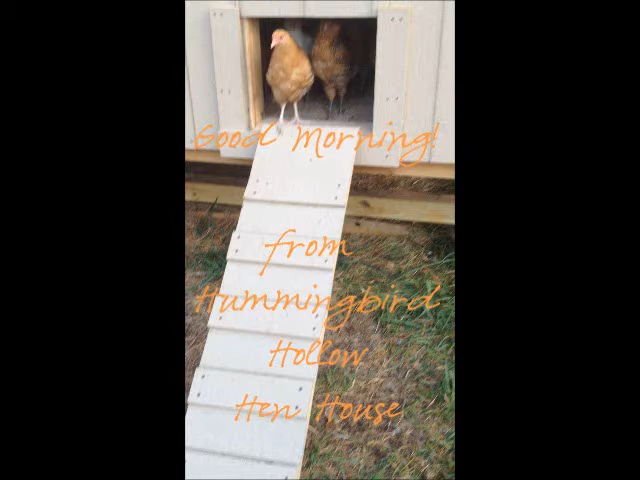 Good Morning!
from
Hummingbird
Hollow
Hen House